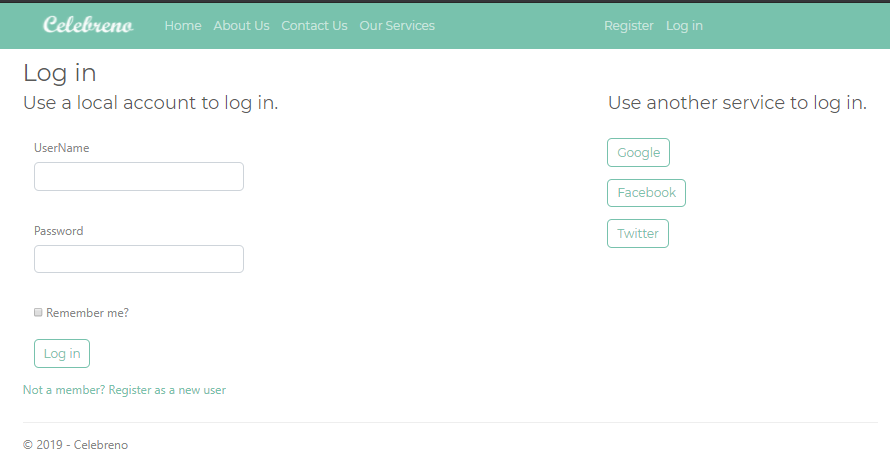 Celebreno Home About Us Contact Us Our Services Register Log in
Log in
Use a local account to log in.
UserName
Password
Remember me?
Log in
Not a member? Register as a new user
Use another service to log in.
Google
Facebook
Twitter
© 2019 - Celebreno